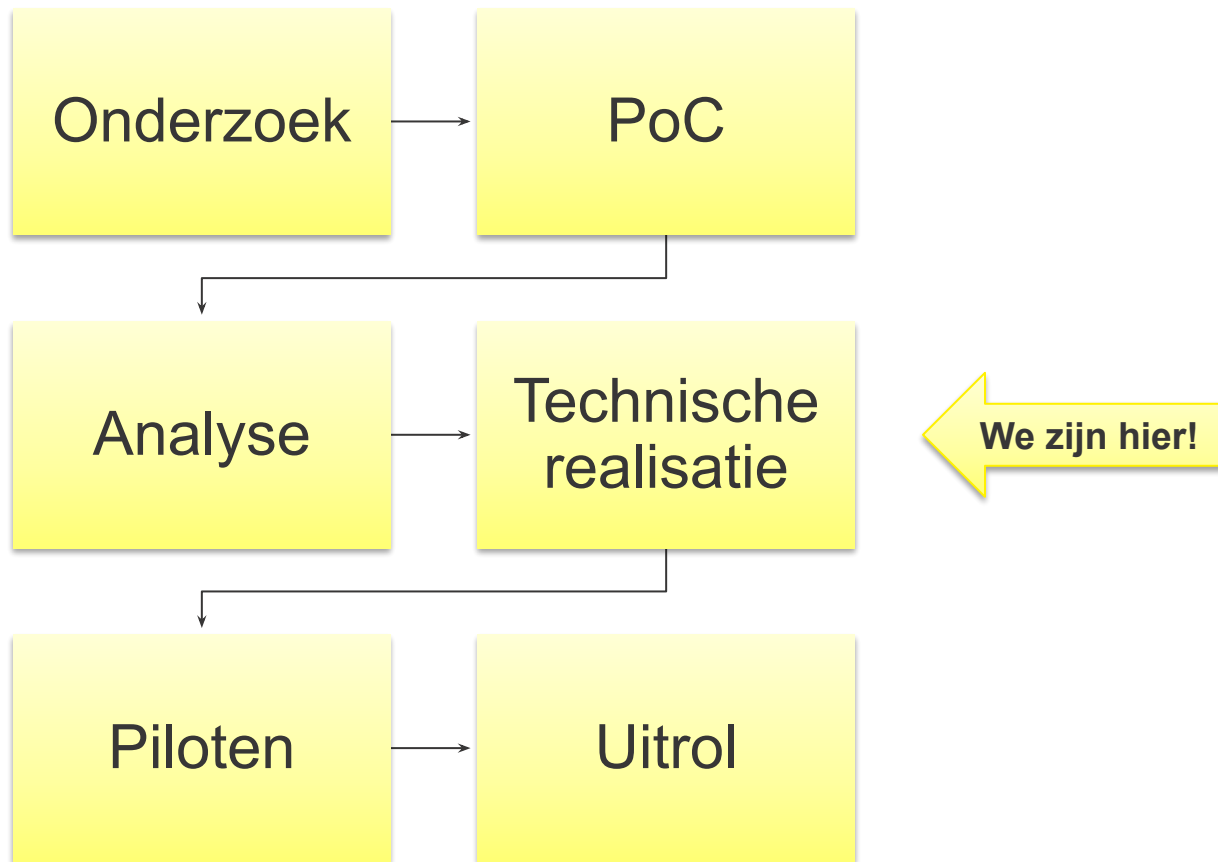 Onderzoek
PoC
Analyse
Technische
realisatie
We zijn hier!
Piloten
Uitrol